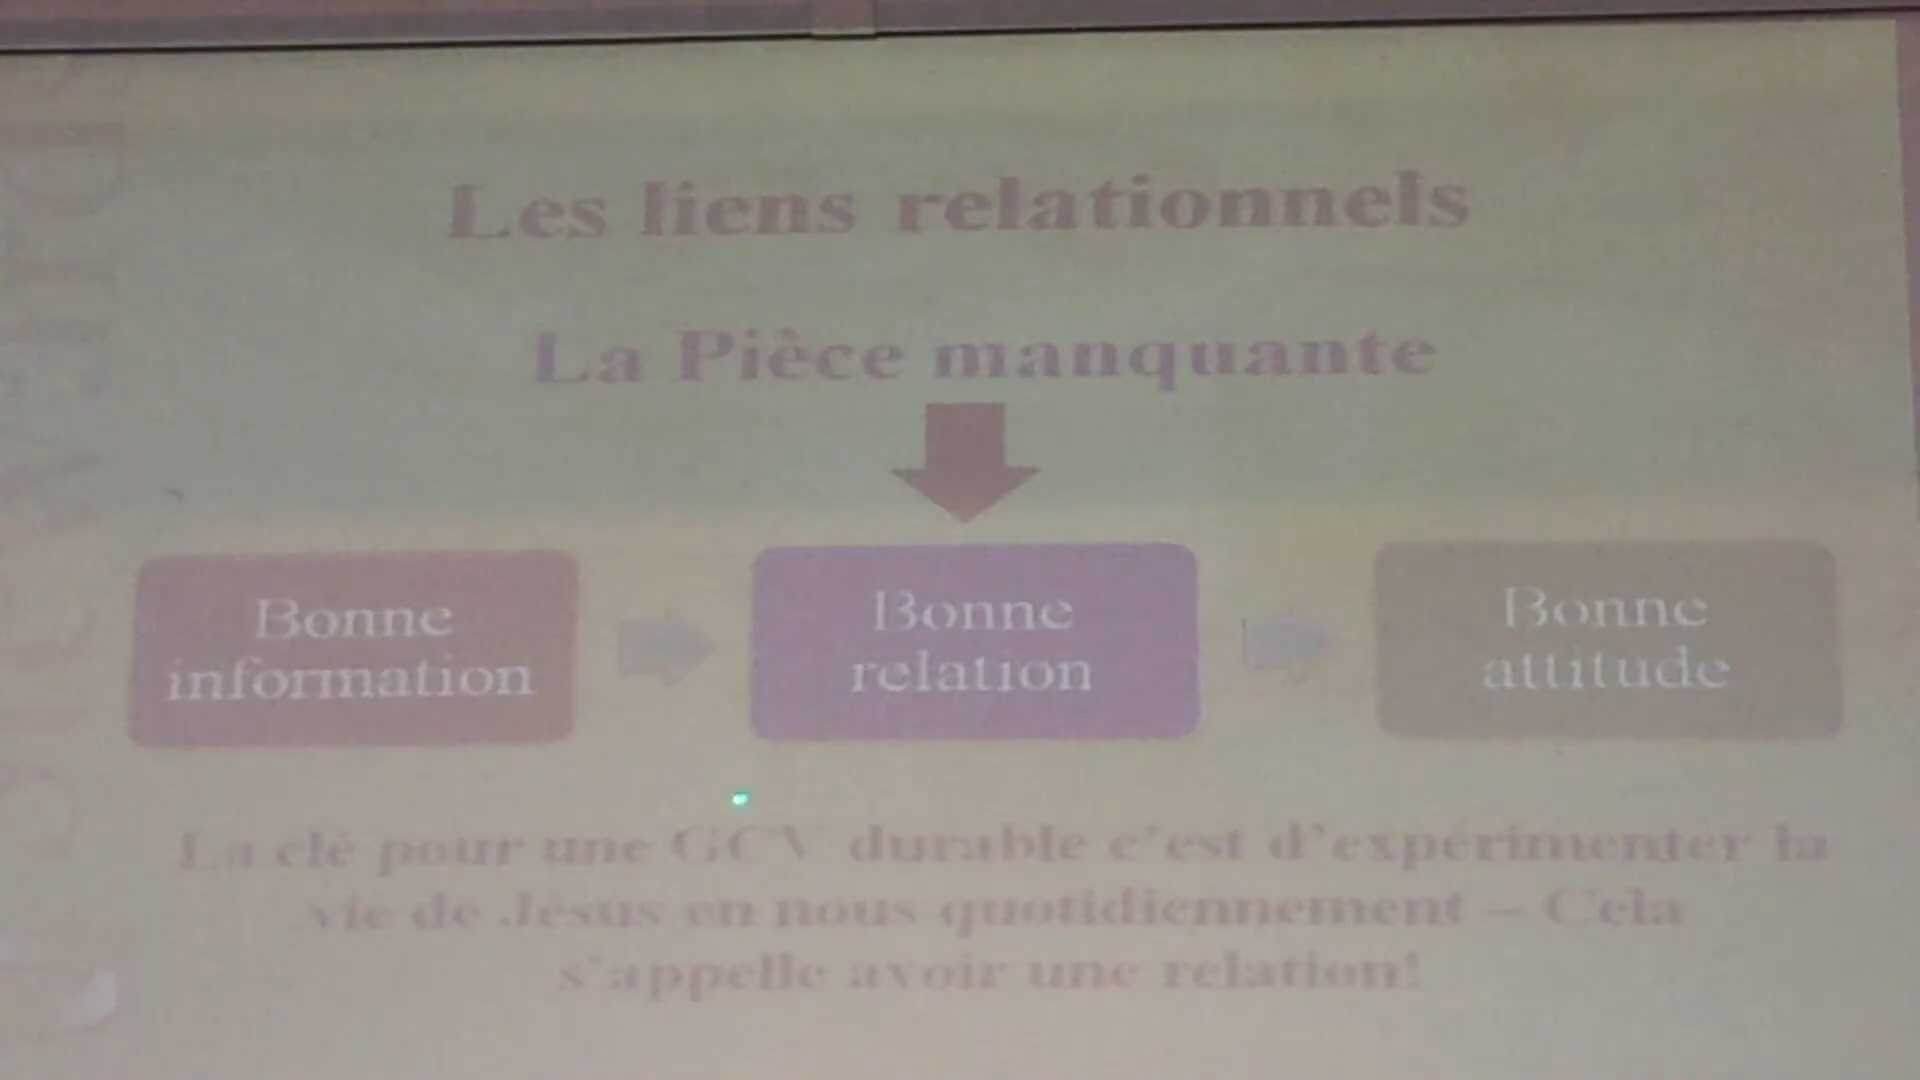 Les liens relationnels
La Pièce manquante
Bonne
information
Bonne
relation
Bonne
attitude
La clé pour une GCV durable c'est d'expérimenter la
vie de Jésus en nous quotidiennement – Cela
s'appelle avoir une relation!